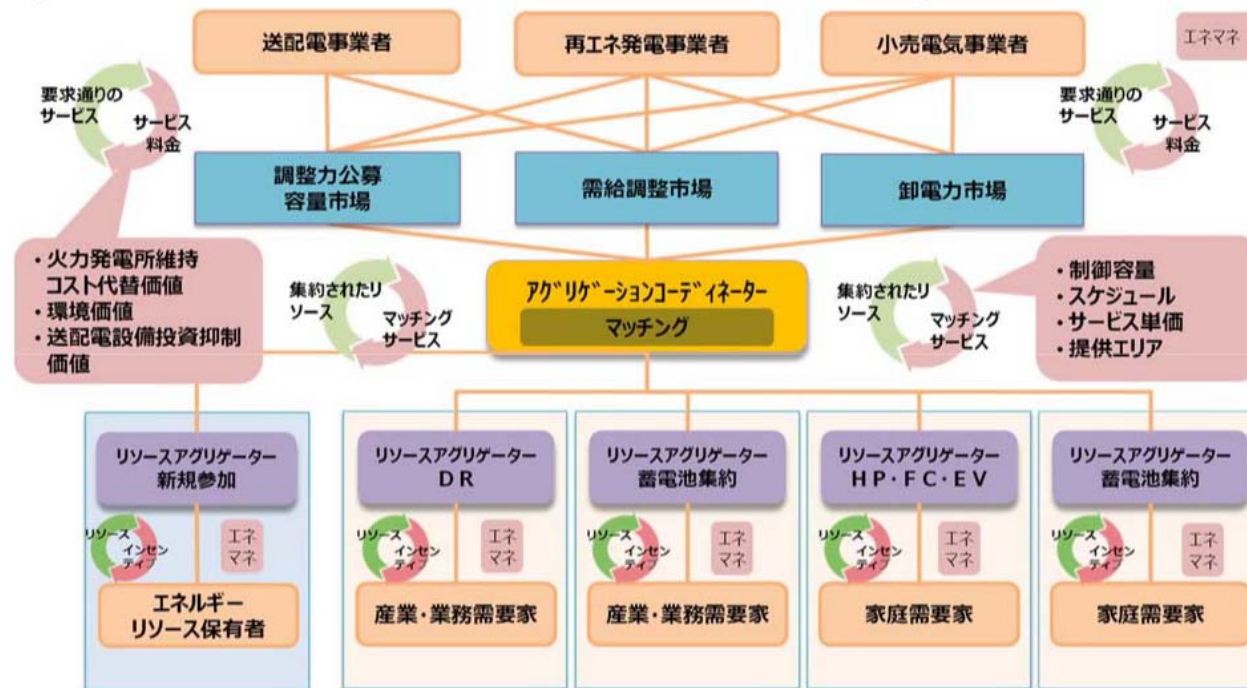 送配電事業者
再エネ発電事業者
小売電気事業者
エネマネ
要求通りの
サービス
サービス
料金
要求通りの
サービス
サービス
料金
調整力公募
容量市場
需給調整市場
卸電力市場
・火力発電所維持
コスト代替価値
・環境価値
・送配電設備投資抑制
価値
集約されたリ
ソース
マッチング
サービス
アグリゲーションコーディネーター
マッチング
集約されたリ
ソース
マッチング
サービス
・制御容量
・スケジュール
・サービス単価
・提供エリア
リソースアグリゲーター
新規参加
リソース
インセン
ティブ
エネ
マネ
エネルギー
リソース保有者
リソースアグリゲーター
DR
リソース
インセン
ティブ
エネ
マネ
産業・業務需要家
リソースアグリゲーター
蓄電池集約
リソース
インセン
ティブ
エネ
マネ
産業・業務需要家
リソースアグリゲーター
HP・FC・EV
リソース
インセン
ティブ
エネ
マネ
家庭需要家
リソースアグリゲーター
蓄電池集約
リソース
インセン
ティブ
エネ
マネ
家庭需要家